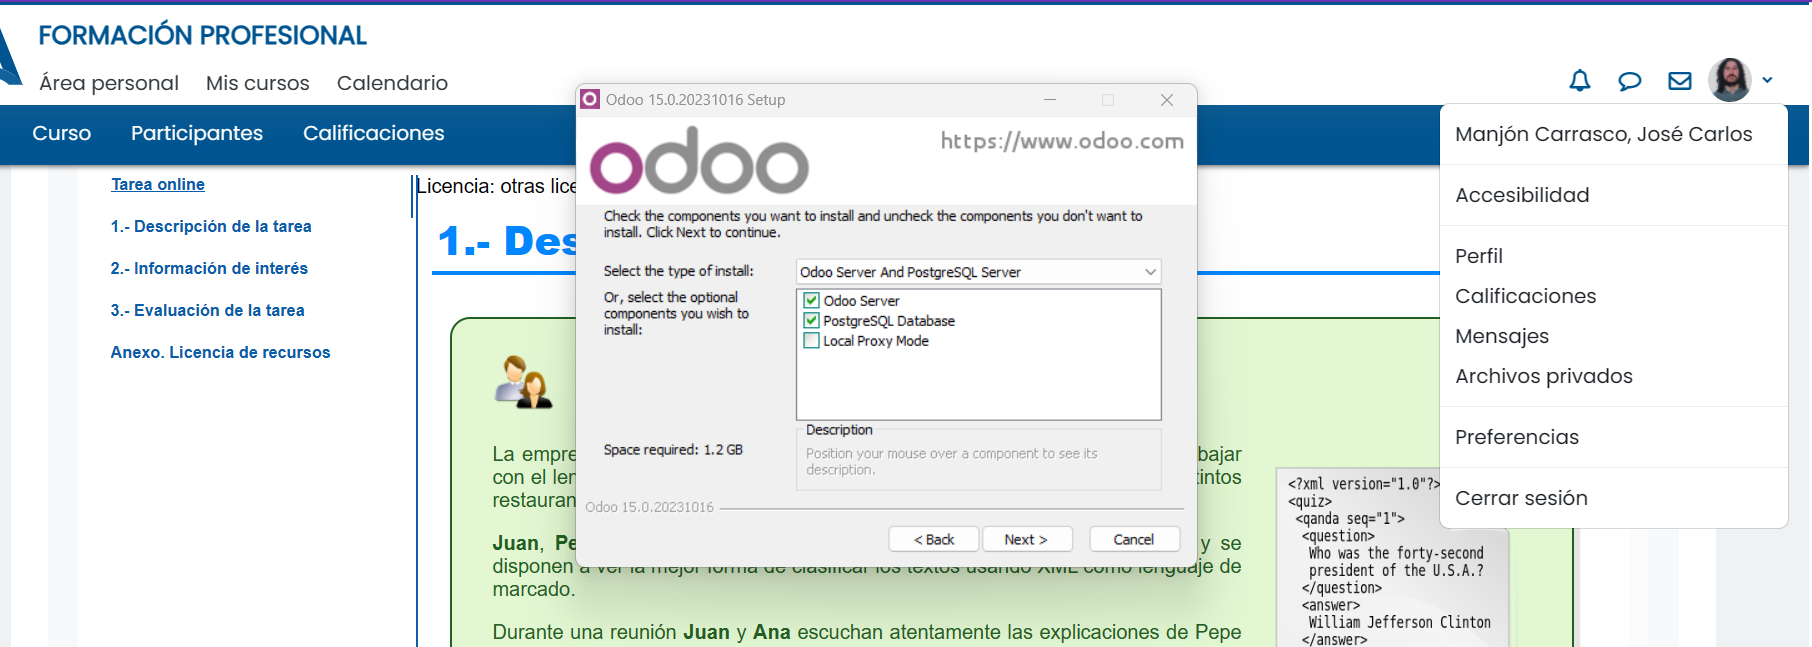 FORMACIÓN PROFESIONAL
Área personal Mis cursos Calendario
Curso Participantes Calificaciones
Tarea online
1.- Descripción de la tarea
2.- Información de interés
3.- Evaluación de la tarea
Anexo. Licencia de recursos
Licencia: otras lice
1.- Des
La empre
con el len
restauran
bajar
tintos
Juan, Pe
y se
disponen a ver la mejor forma de clasificar los textos usando XML como lenguaje de
marcado.
Durante una reunión Juan y Ana escuchan atentamente las explicaciones de Pepe
Odoo 15.0.20231016 Setup
odoo
https://www.odoo.com
Check the components you want to install and uncheck the components you don't want to
install. Click Next to continue.
Select the type of install:
Odoo Server And PostgreSQL Server
Or, select the optional
components you wish to
install:
Odoo Server
PostgreSQL Database
Local Proxy Mode
Space required: 1.2 GB
Description
Position your mouse over a component to see its
description.
Odoo 15.0.20231016
< Back Next > Cancel
Manjón Carrasco, José Carlos
Accesibilidad
Perfil
Calificaciones
Mensajes
Archivos privados
Preferencias
Cerrar sesión
<?xml version="1.0"?>
<quiz>
<qanda seq="1">
<question>
Who was the forty-second
president of the U.S.A.?
</question>
<answer>
William Jefferson Clinton
</answer>